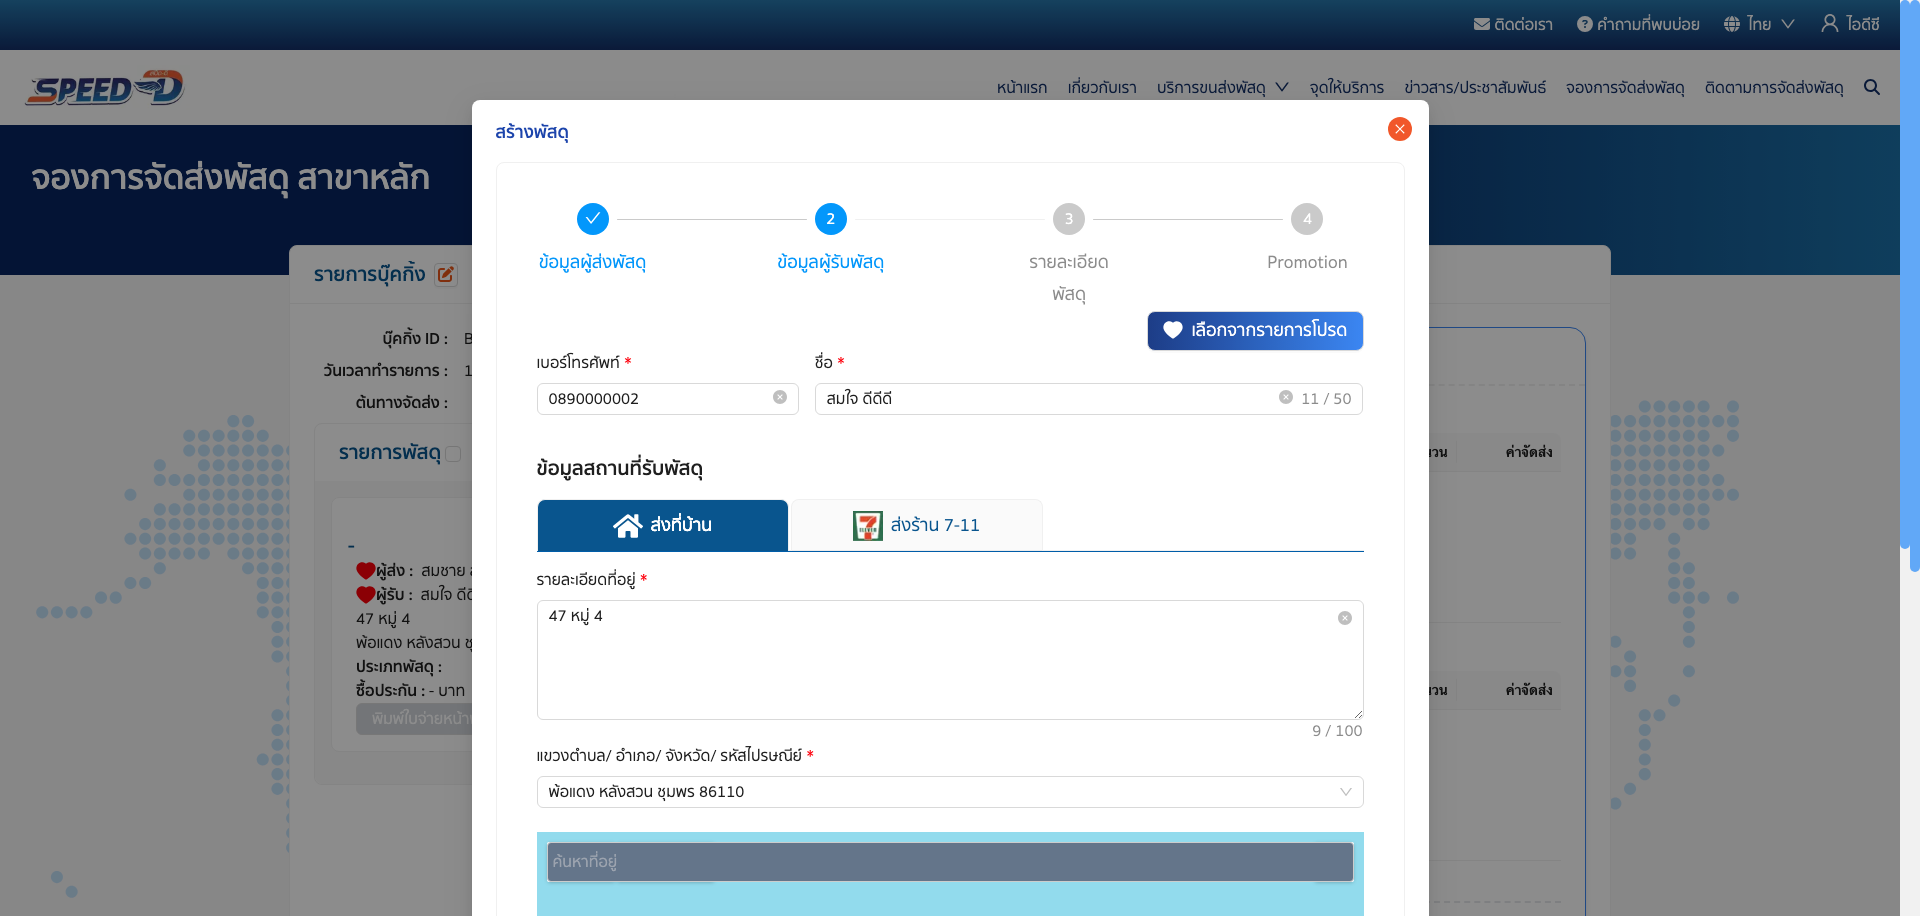 ติดต่อเรา
คำถามที่พบบ่อย
ไทย
ไอดีซี
SPEED-D
หน้าแรก
เกี่ยวกับเรา
บริการขนส่งพัสดุ
จุดให้บริการ
ข่าวสาร/ประชาสัมพันธ์
จองการจัดส่งพัสดุ
ติดตามการจัดส่งพัสดุ
จองการจัดส่งพัสดุ สาขาหลัก
รายการบุ๊คกิ้ง
บุ๊คกิ้ง ID : B
วันเวลาทำรายการ : 1
ต้นทางจัดส่ง :
รายการพัสดุ
-
ผู้ส่ง : สมชาย
ผู้รับ : สมใจ ดีดี
47 หมู่ 4
พ้อแดง หลังสวน
ประเภทพัสดุ :
ซื้อประกัน : - บาท
พิมพ์ใบจ่ายหน้า
ค่าจัดส่ง
ค่าจัดส่ง
สร้างพัสดุ
2
3
4
ข้อมูลผู้ส่งพัสดุ
ข้อมูลผู้รับพัสดุ
รายละเอียด
พัสดุ
Promotion
เลือกจากรายการโปรด
เบอร์โทรศัพท์ *
ชื่อ *
0890000002
สมใจ ดีดีดี
11 / 50
ข้อมูลสถานที่รับพัสดุ
ส่งที่บ้าน
7 ELEVEN
ส่งร้าน 7-11
รายละเอียดที่อยู่ *
47 หมู่ 4
9 / 100
แขวงตำบล/ อำเภอ/ จังหวัด/ รหัสไปรษณีย์ *
พ้อแดง หลังสวน ชุมพร 86110
ค้นหาที่อยู่